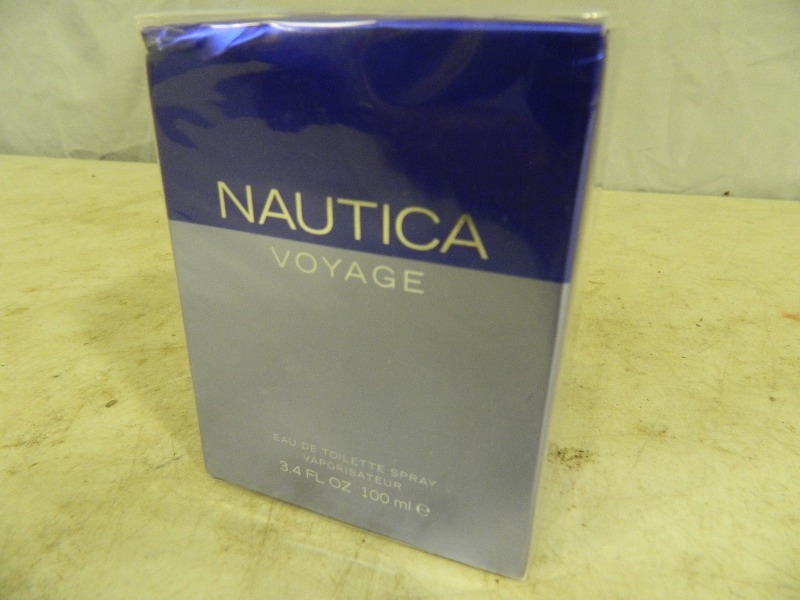 NAUTICA
VOYAGE
EAU DE TOILETTE SPRAY
VAPORISATEUR
3.4 FL OZ 100 ml ℮